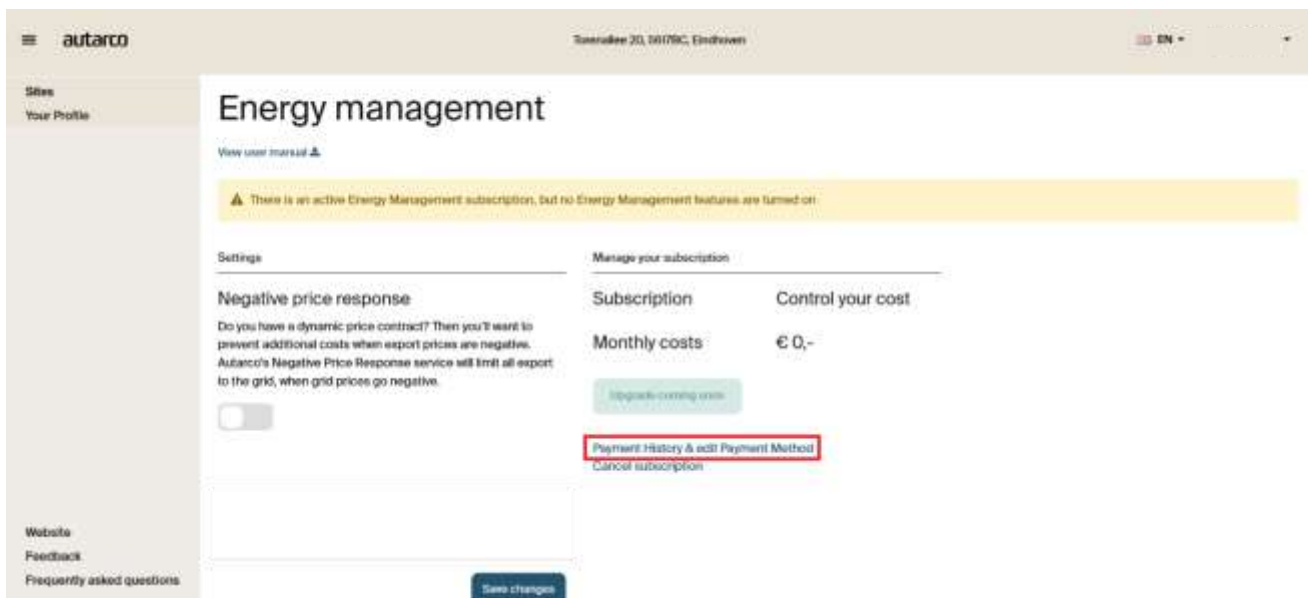 autarco
Torenallee 20, 5617BC, Eindhoven
EN
Sites
Your Profile
Energy management
View user manual
There is an active Energy Management subscription, but no Energy Management features are turned on
Settings
Manage your subscription
Negative price response
Do you have a dynamic price contract? Then you'll want to
prevent additional costs when export prices are negative.
Autarco's Negative Price Response service will limit all export
to the grid, when grid prices go negative.
Subscription
Control your cost
Monthly costs
€ 0,-
Upgrade coming soon
Payment History & edit Payment Method
Cancel subscription
Website
Feedback
Frequently asked questions
Save changes